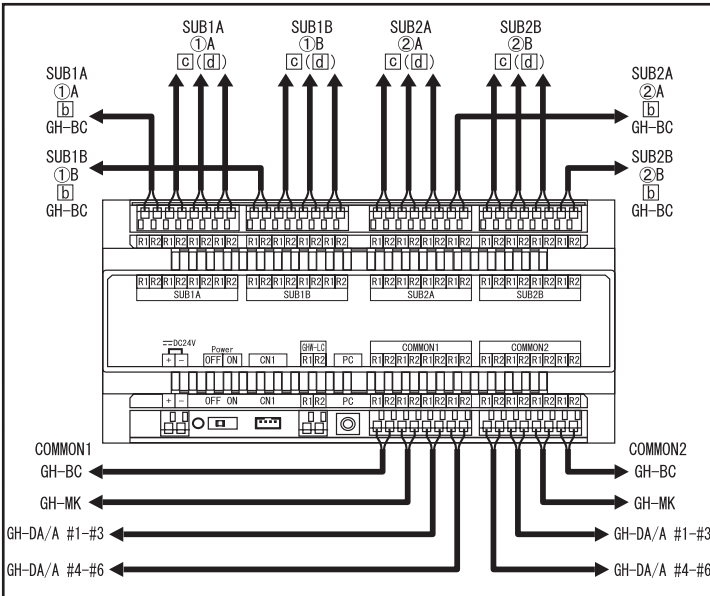 SUB1A SUB1B SUB2A SUB2B
①A ①B ②A ②B
c(d) c(d) c(d) c(d)
SUB1A
①A
b
GH-BC
SUB1B
①B
b
GH-BC
SUB2A
②A
b
GH-BC
SUB2B
②B
b
GH-BC
R1 R2 R1 R2 R1 R2 R1 R2 R1 R2 R1 R2 R1 R2 R1 R2 R1 R2 R1 R2 R1 R2 R1 R2 R1 R2 R1 R2 R1 R2 R1 R2
R1 R2 R1 R2 R1 R2 R1 R2 R1 R2 R1 R2 R1 R2 R1 R2 R1 R2 R1 R2 R1 R2 R1 R2 R1 R2 R1 R2 R1 R2 R1 R2
SUB1A SUB1B SUB2A SUB2B
DC24V Power GHW-LC COMMON1 COMMON2
+ - OFF ON CN1 R1 R2 PC R1 R2 R1 R2 R1 R2 R1 R2 R1 R2 R1 R2 R1 R2 R1 R2
+ - OFF ON CN1 R1 R2 PC R1 R2 R1 R2 R1 R2 R1 R2 R1 R2 R1 R2 R1 R2 R1 R2
COMMON1
GH-BC
GH-MK
GH-DA/A #1-#3
GH-DA/A #4-#6
COMMON2
GH-BC
GH-MK
GH-DA/A #1-#3
GH-DA/A #4-#6